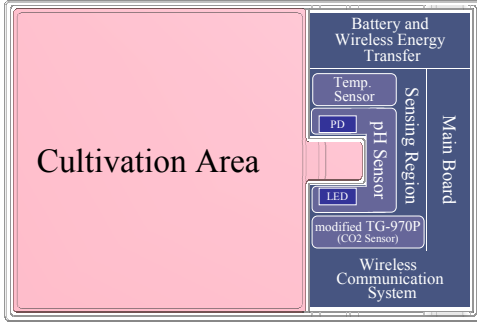 Battery and
Wireless Energy
Transfer
Temp.
Sensor
PD
pH Sensor
Sensing Region
Main Board
Cultivation Area
LED
modified TG-970P
(CO2 Sensor)
Wireless
Communication
System